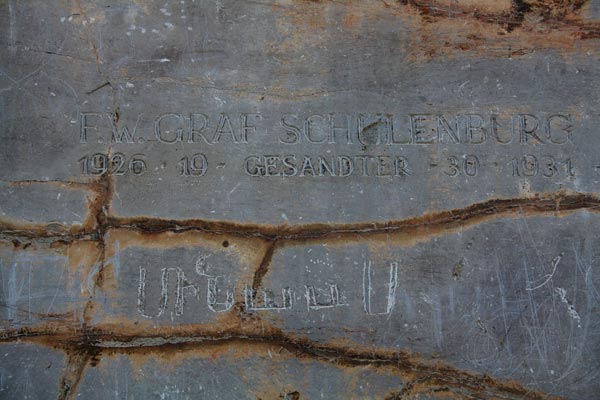 F.W. GRAF SCHULENBURG
1926 · 19 · GESANDTER · 30 · 1931